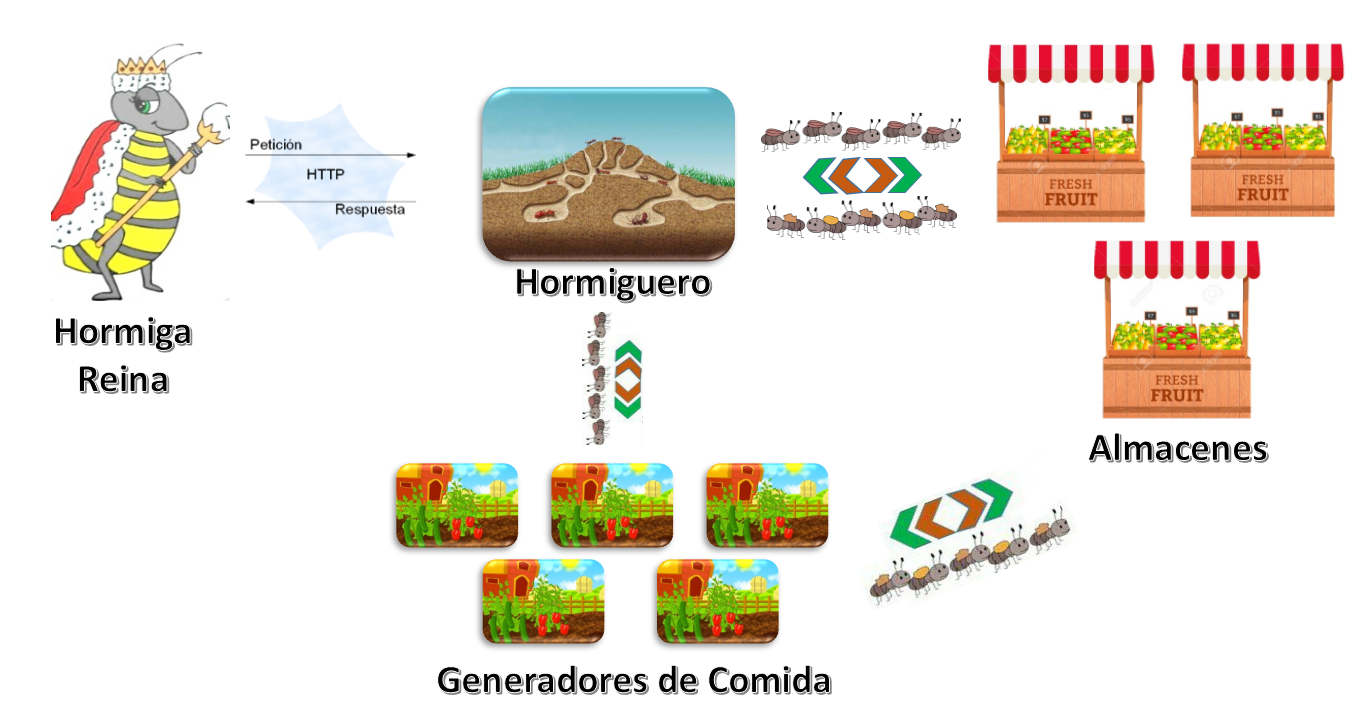 Petición
HTTP
Respuesta
Hormiga
Reina
Hormiguero
FRESH
FRUIT
FRESH
FRUIT
FRESH
FRUIT
Almacenes
Generadores de Comida